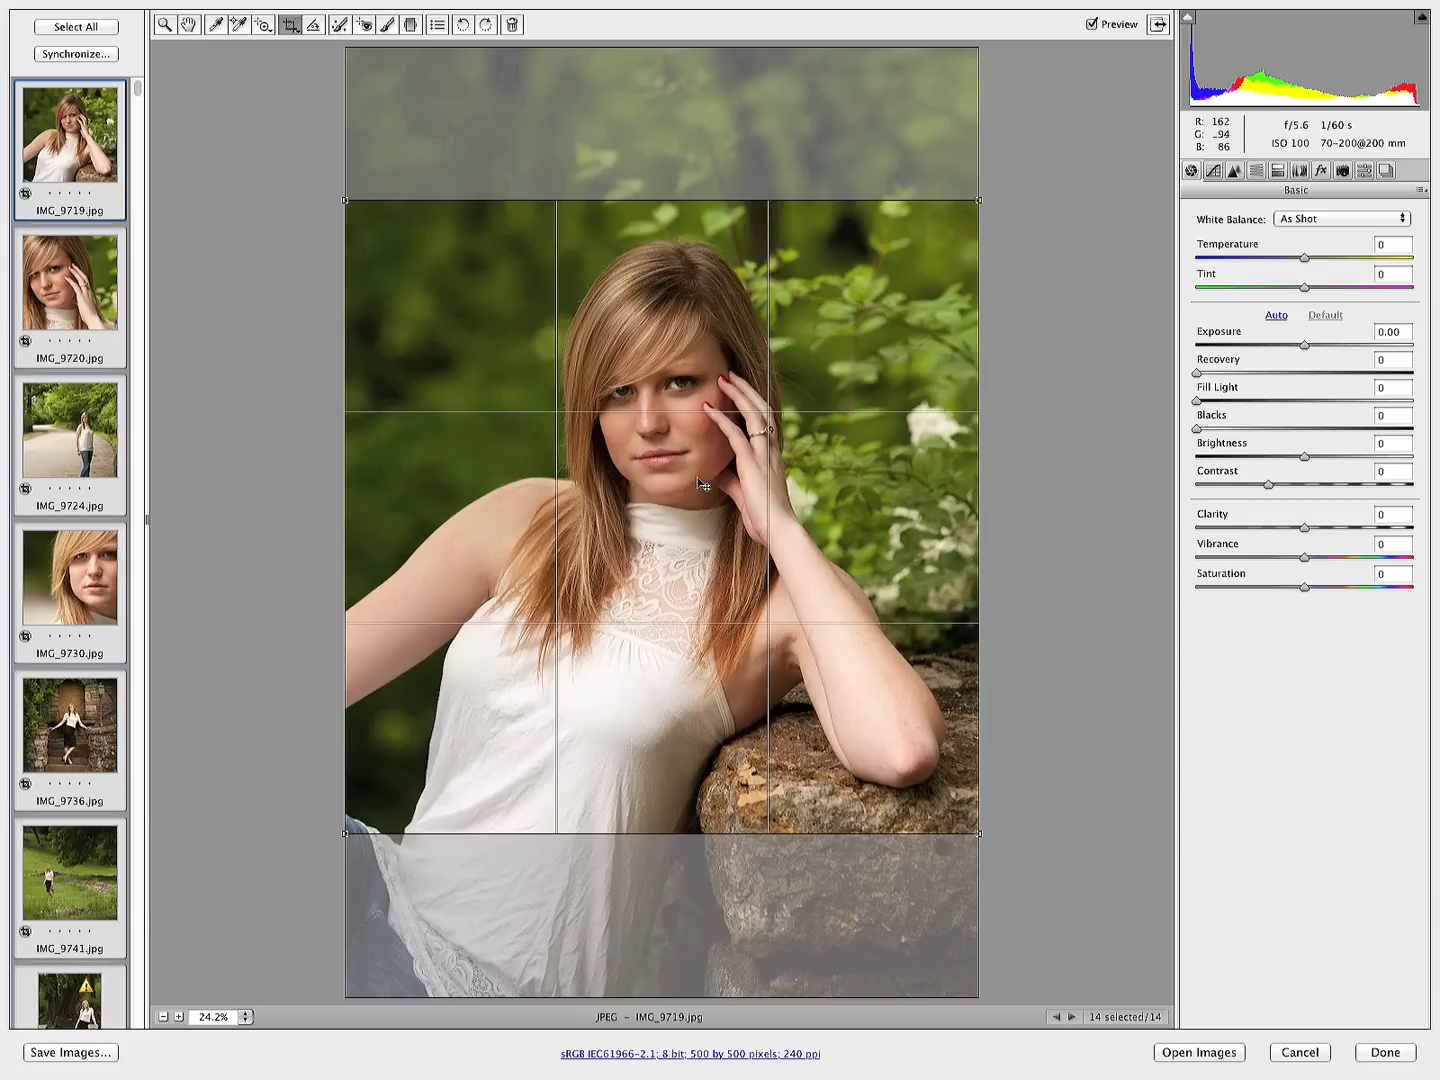 Select All
Synchronize...
Preview
IMG_9719.jpg
IMG_9720.jpg
IMG_9724.jpg
IMG_9730.jpg
IMG_9736.jpg
IMG_9741.jpg
R: 162
G: 94
B: 86
f/5.6 1/60 s
ISO 100 70-200@200 mm
fx
Basic
White Balance: As Shot
Temperature 0
Tint 0
Auto Default
Exposure 0.00
Recovery 0
Fill Light 0
Blacks 0
Brightness 0
Contrast 0
Clarity 0
Vibrance 0
Saturation 0
24.2%
JPEG - IMG_9719.jpg
14 selected/14
Save Images...
sRGB IEC61966-2.1; 8 bit; 500 by 500 pixels; 240 ppi
Open Images
Cancel
Done